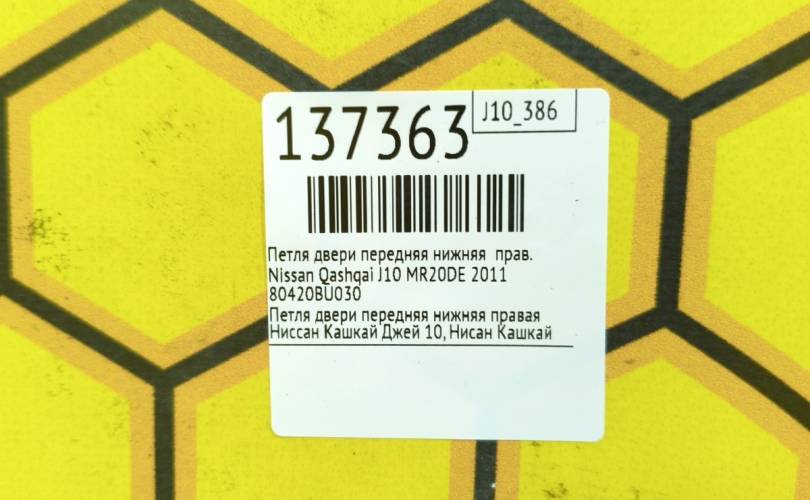 137363
J10_386
Петля двери передняя нижняя прав.
Nissan Qashqai J10 MR20DE 2011
80420BU030
Петля двери передняя нижняя правая
Ниссан Кашкай Джей 10, Нисан Кашкай